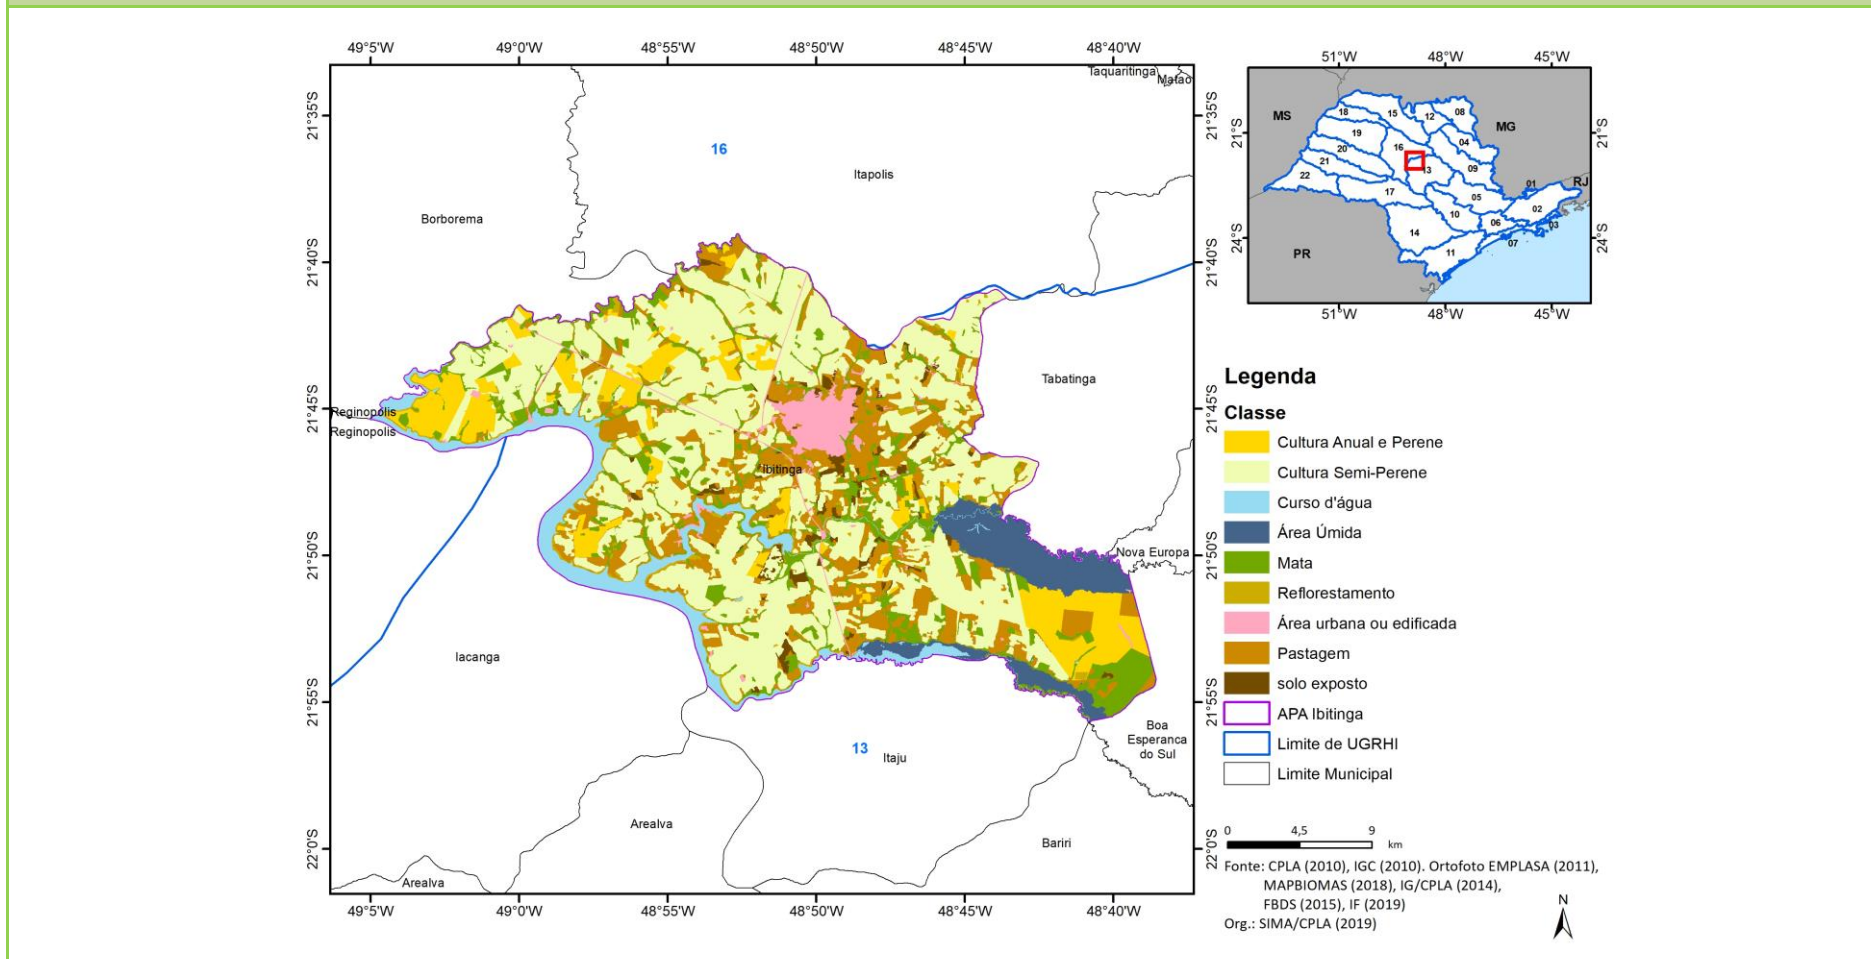 49°5'W
49°0'W
48°55'W
48°50'W
48°45'W
48°40'W
21°35'S
21°40'S
21°45'S
21°50'S
21°55'S
22°0'S
Taquaritinga
Matao
16
Itapolis
Borborema
Tabatinga
Reginopolis
Reginopolis
Ibitinga
Nova Europa
Iacanga
Boa
Esperanca
do Sul
13
Itaju
Arealva
Bariri
Arealva
21°35'S
21°40'S
21°45'S
21°50'S
21°55'S
22°0'S
49°5'W
49°0'W
48°55'W
48°50'W
48°45'W
48°40'W
51°W
48°W
45°W
21°S
24°S
MS
MG
RJ
PR
18
15
12
08
19
16
04
20
21
13
09
22
17
05
01
02
10
06
03
14
07
11
21°S
24°S
51°W
48°W
45°W
Legenda
Classe
Cultura Anual e Perene
Cultura Semi-Perene
Curso d'água
Área Úmida
Mata
Reflorestamento
Área urbana ou edificada
Pastagem
solo exposto
APA Ibitinga
Limite de UGRHI
Limite Municipal
0 4,5 9
km
Fonte: CPLA (2010), IGC (2010). Ortofoto EMPLASA (2011),
MAPBIOMAS (2018), IG/CPLA (2014),
FBDS (2015), IF (2019)
Org.: SIMA/CPLA (2019)
N